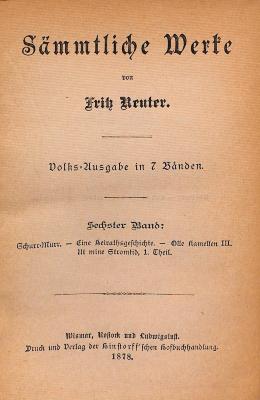 Sämmtliche Werke
von
Fritz Reuter.
Volks-Ausgabe in 7 Bänden.
Sechster Band:
Schurr-Murr. — Eine Heirathsgeschichte. — Olle Kamellen III.
Ut mine Stromtid, 1. Theil.
Wismar, Rostock und Ludwigslust.
Druck und Verlag der Hinstorff'schen Hofbuchhandlung.
1878.